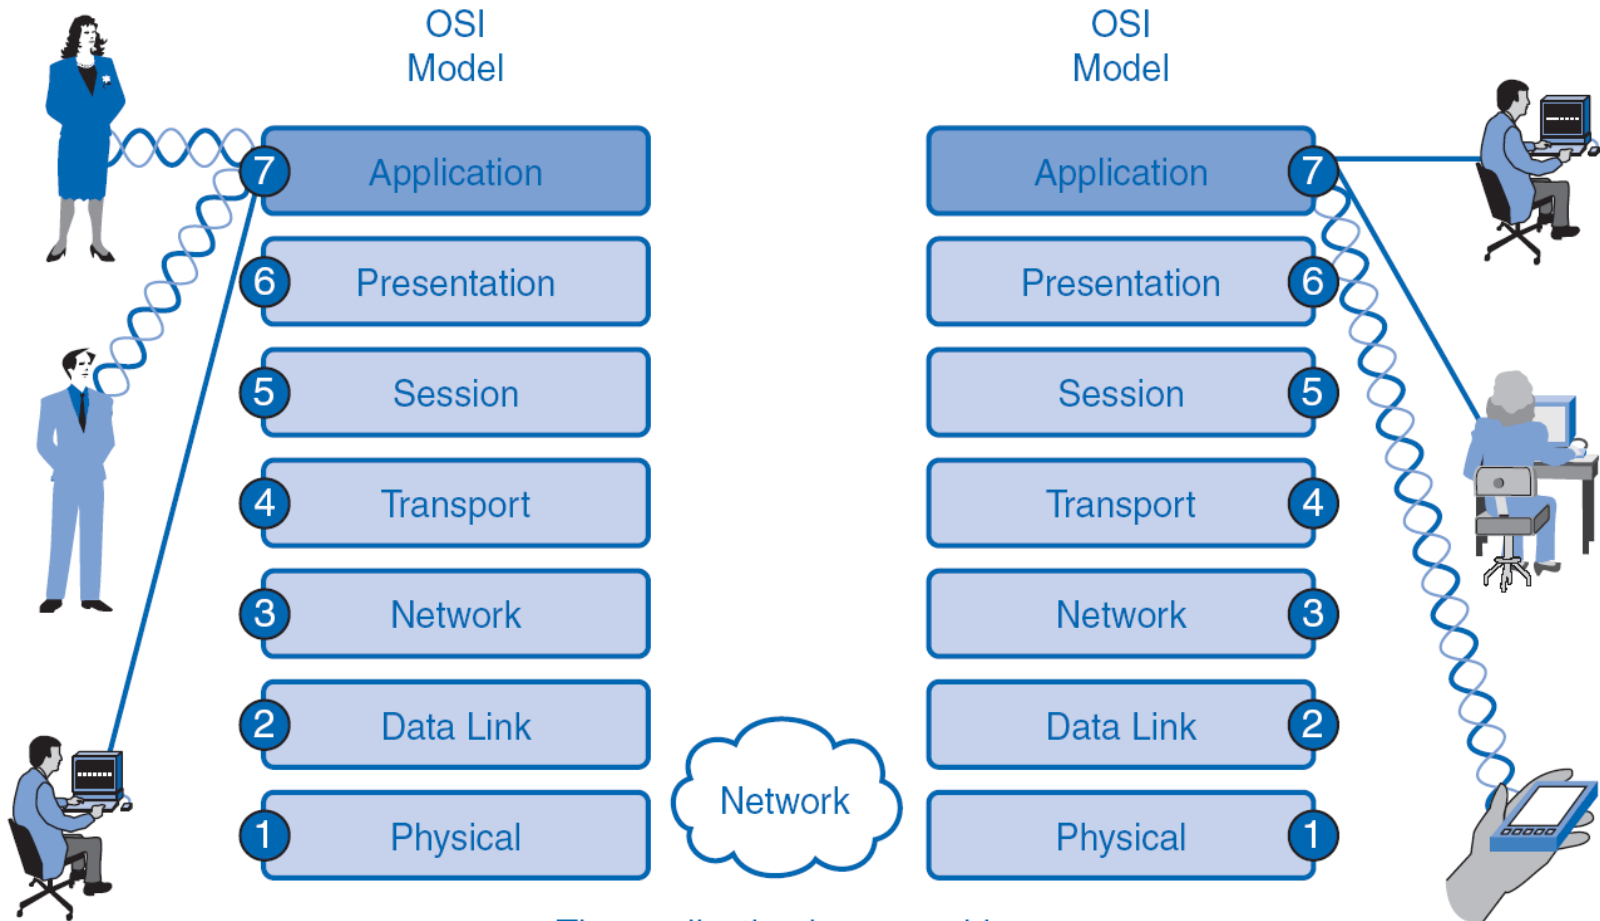 OSI
Model
OSI
Model
7 Application
Application 7
6 Presentation
Presentation 6
5 Session
Session 5
4 Transport
Transport 4
3 Network
Network 3
2 Data Link
Data Link 2
Network
1 Physical
Physical 1